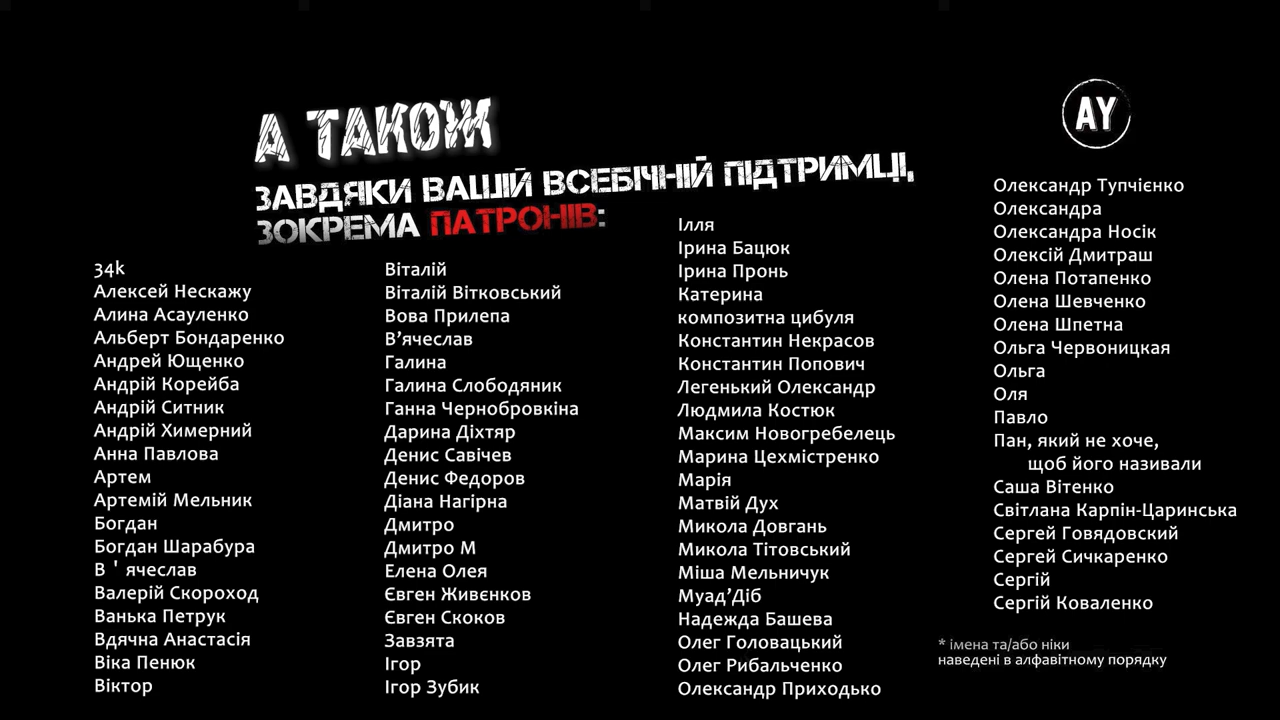 А ТАКОЖ
ЗАВДЯКИ ВАШІЙ ВСЕБІЧНІЙ ПІДТРИМЦІ,
ЗОКРЕМА ПАТРОНІВ:
34k
Алексей Нескажу
Алина Асауленко
Альберт Бондаренко
Андрей Ющенко
Андрій Корейба
Андрій Ситник
Андрій Химерний
Анна Павлова
Артем
Артемій Мельник
Богдан
Богдан Шарабура
В ' ячеслав
Валерій Скороход
Ванька Петрук
Вдячна Анастасія
Віка Пенюк
Віктор
Віталій
Віталій Вітковський
Вова Прилепа
В’ячеслав
Галина
Галина Слободяник
Ганна Чернобровкіна
Дарина Діхтяр
Денис Савічев
Денис Федоров
Діана Нагірна
Дмитро
Дмитро М
Елена Олея
Євген Живєнков
Євген Скоков
Завзята
Ігор
Ігор Зубик
Ілля
Ірина Бацюк
Ірина Пронь
Катерина
композитна цибуля
Константин Некрасов
Константин Попович
Легенький Олександр
Людмила Костюк
Максим Новогребелець
Марина Цехмістренко
Марія
Матвій Дух
Микола Довгань
Микола Тітовський
Міша Мельничук
Муад’Діб
Надежда Башева
Олег Головацький
Олег Рибальченко
Олександр Приходько
АУ
Олександр Тупчієнко
Олександра
Олександра Носік
Олексій Дмитраш
Олена Потапенко
Олена Шевченко
Олена Шпетна
Ольга Червоницкая
Ольга
Оля
Павло
Пан, який не хоче,
щоб його називали
Саша Вітенко
Світлана Карпін-Царинська
Сергей Говядовский
Сергей Сичкаренко
Сергій
Сергій Коваленко
* імена та/або ніки
наведені в алфавітному порядку